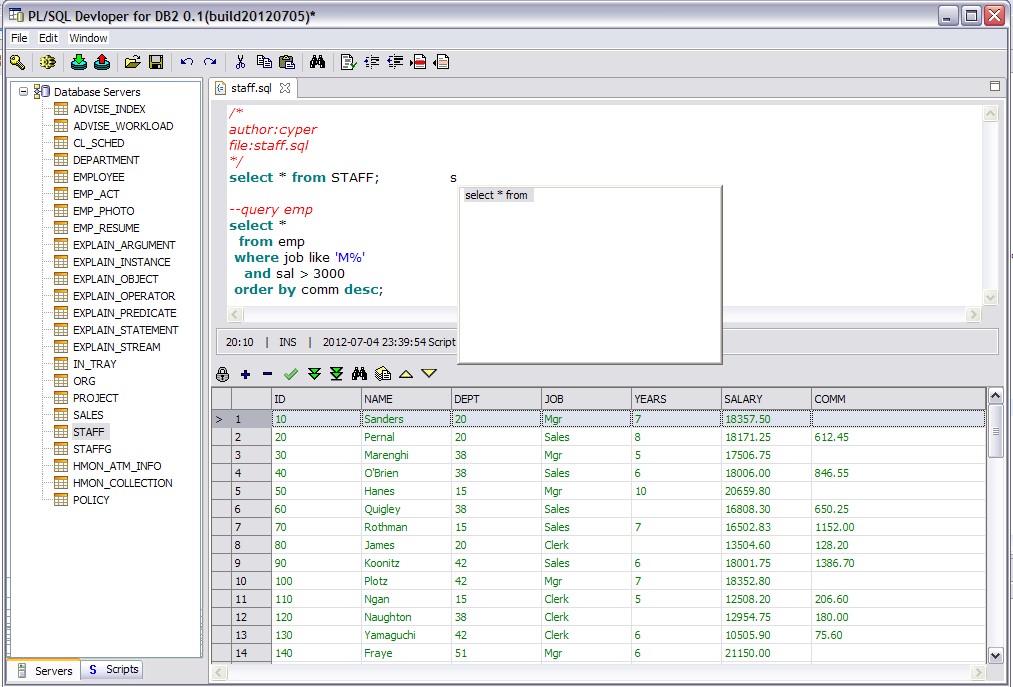 PL/SQL Devloper for DB2 0.1(build20120705)*
File Edit Window
Database Servers
ADVISE_INDEX
ADVISE_WORKLOAD
CL_SCHED
DEPARTMENT
EMPLOYEE
EMP_ACT
EMP_PHOTO
EMP_RESUME
EXPLAIN_ARGUMENT
EXPLAIN_INSTANCE
EXPLAIN_OBJECT
EXPLAIN_OPERATOR
EXPLAIN_PREDICATE
EXPLAIN_STATEMENT
EXPLAIN_STREAM
IN_TRAY
ORG
PROJECT
SALES
STAFF
STAFFG
HMON_ATM_INFO
HMON_COLLECTION
POLICY
Servers S Scripts
staff.sql
/*
author:cyper
file:staff.sql
*/
select * from STAFF; s
select * from
--query emp
select *
from emp
where job like 'M%'
and sal > 3000
order by comm desc;
20:10 | INS | 2012-07-04 23:39:54 Script
ID NAME DEPT JOB YEARS SALARY COMM
> 1 10 Sanders 20 Mgr 7 18357.50
2 20 Pernal 20 Sales 8 18171.25 612.45
3 30 Marenghi 38 Mgr 5 17506.75
4 40 O'Brien 38 Sales 6 18006.00 846.55
5 50 Hanes 15 Mgr 10 20659.80
6 60 Quigley 38 Sales 16808.30 650.25
7 70 Rothman 15 Sales 7 16502.83 1152.00
8 80 James 20 Clerk 13504.60 128.20
9 90 Koonitz 42 Sales 6 18001.75 1386.70
10 100 Plotz 42 Mgr 7 18352.80
11 110 Ngan 15 Clerk 5 12508.20 206.60
12 120 Naughton 38 Clerk 12954.75 180.00
13 130 Yamaguchi 42 Clerk 6 10505.90 75.60
14 140 Fraye 51 Mgr 6 21150.00